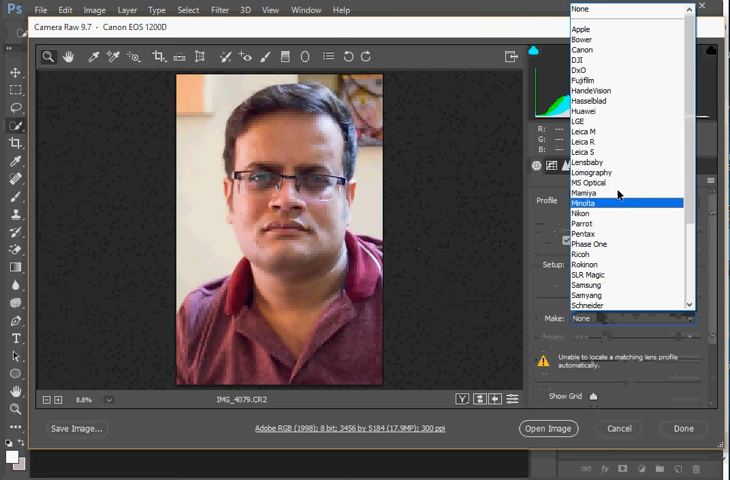 Ps File Edit Image Layer Type Select Filter 3D View Window Help
Camera Raw 9.7 - Canon EOS 1200D
None
Apple
Bower
Canon
DJI
DxO
Fujifilm
HandeVision
Hasselblad
Huawei
LGE
Leica M
Leica R
Leica S
Lensbaby
Lomography
MS Optical
Mamiya
Minolta
Nikon
Parrot
Pentax
Phase One
Ricoh
Rokinon
SLR Magic
Samsung
Samyang
Schneider
R:
G:
B:
Profile
Setup:
Make: None
Unable to locate a matching lens profile
automatically.
Show Grid
8.8%
IMG_4079.CR2
Y
Save Image...
Adobe RGB (1998); 8 bit; 3456 by 5184 (17.9MP); 300 ppi
Open Image
Cancel
Done
fx